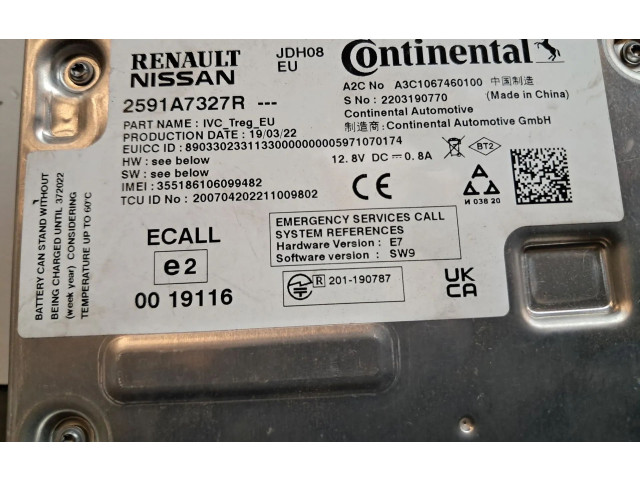 RENAULT
NISSAN
JDH08
EU
Continental
2591A7327R ---
A2C No A3C1067460100 中国制造
S No : 2203190770 (Made in China)
PART NAME : IVC_Treg_EU
Continental Automotive
PRODUCTION DATE : 19/03/22
制造商: Continental Automotive GmbH
EUICC ID : 89033023311330000000005971070174
HW: see below
12.8V DC 0.8A
SW: see below
IMEI : 355186106099482
TCU ID No : 200704202211009802
CE
BT2
И 038 20
ECALL
e2
00 19116
EMERGENCY SERVICES CALL
SYSTEM REFERENCES
Hardware Version : E7
Software version : SW9
R 201-190787
UK
CA
BATTERY CAN STAND WITHOUT
BEING CHARGED UNTIL 372022
(week year) CONSIDERING
TEMPERATURE UP TO 60°C